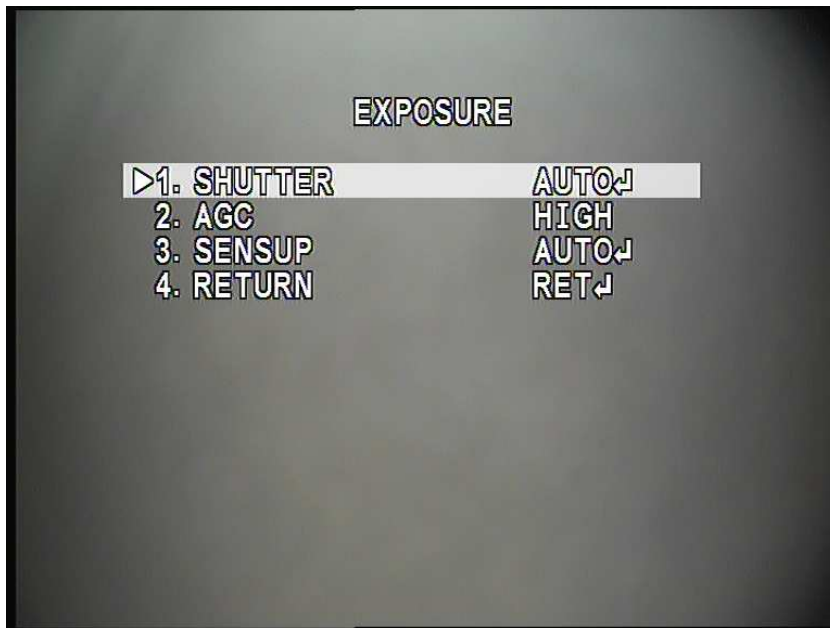 EXPOSURE
▷1. SHUTTER AUTO↲
2. AGC HIGH
3. SENSUP AUTO↲
4. RETURN RET↲